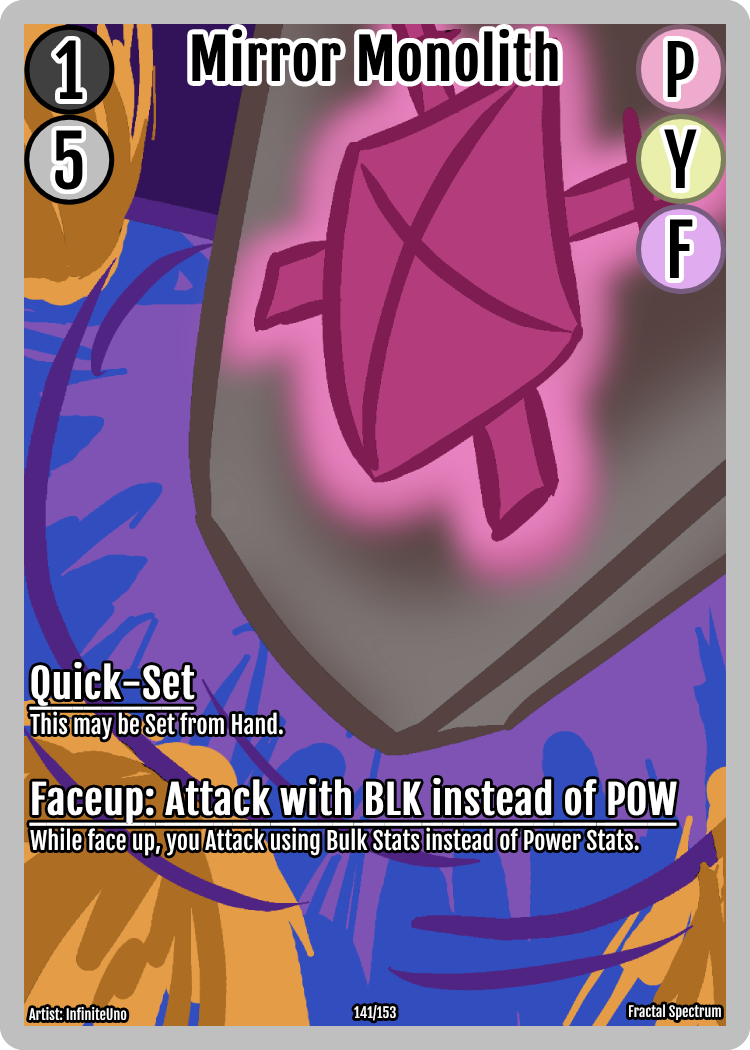 Mirror Monolith
1
5
P
Y
F
Quick-Set
This may be Set from Hand.
Faceup: Attack with BLK instead of POW
While face up, you Attack using Bulk Stats instead of Power Stats.
Artist: InfiniteUno
141/153
Fractal Spectrum